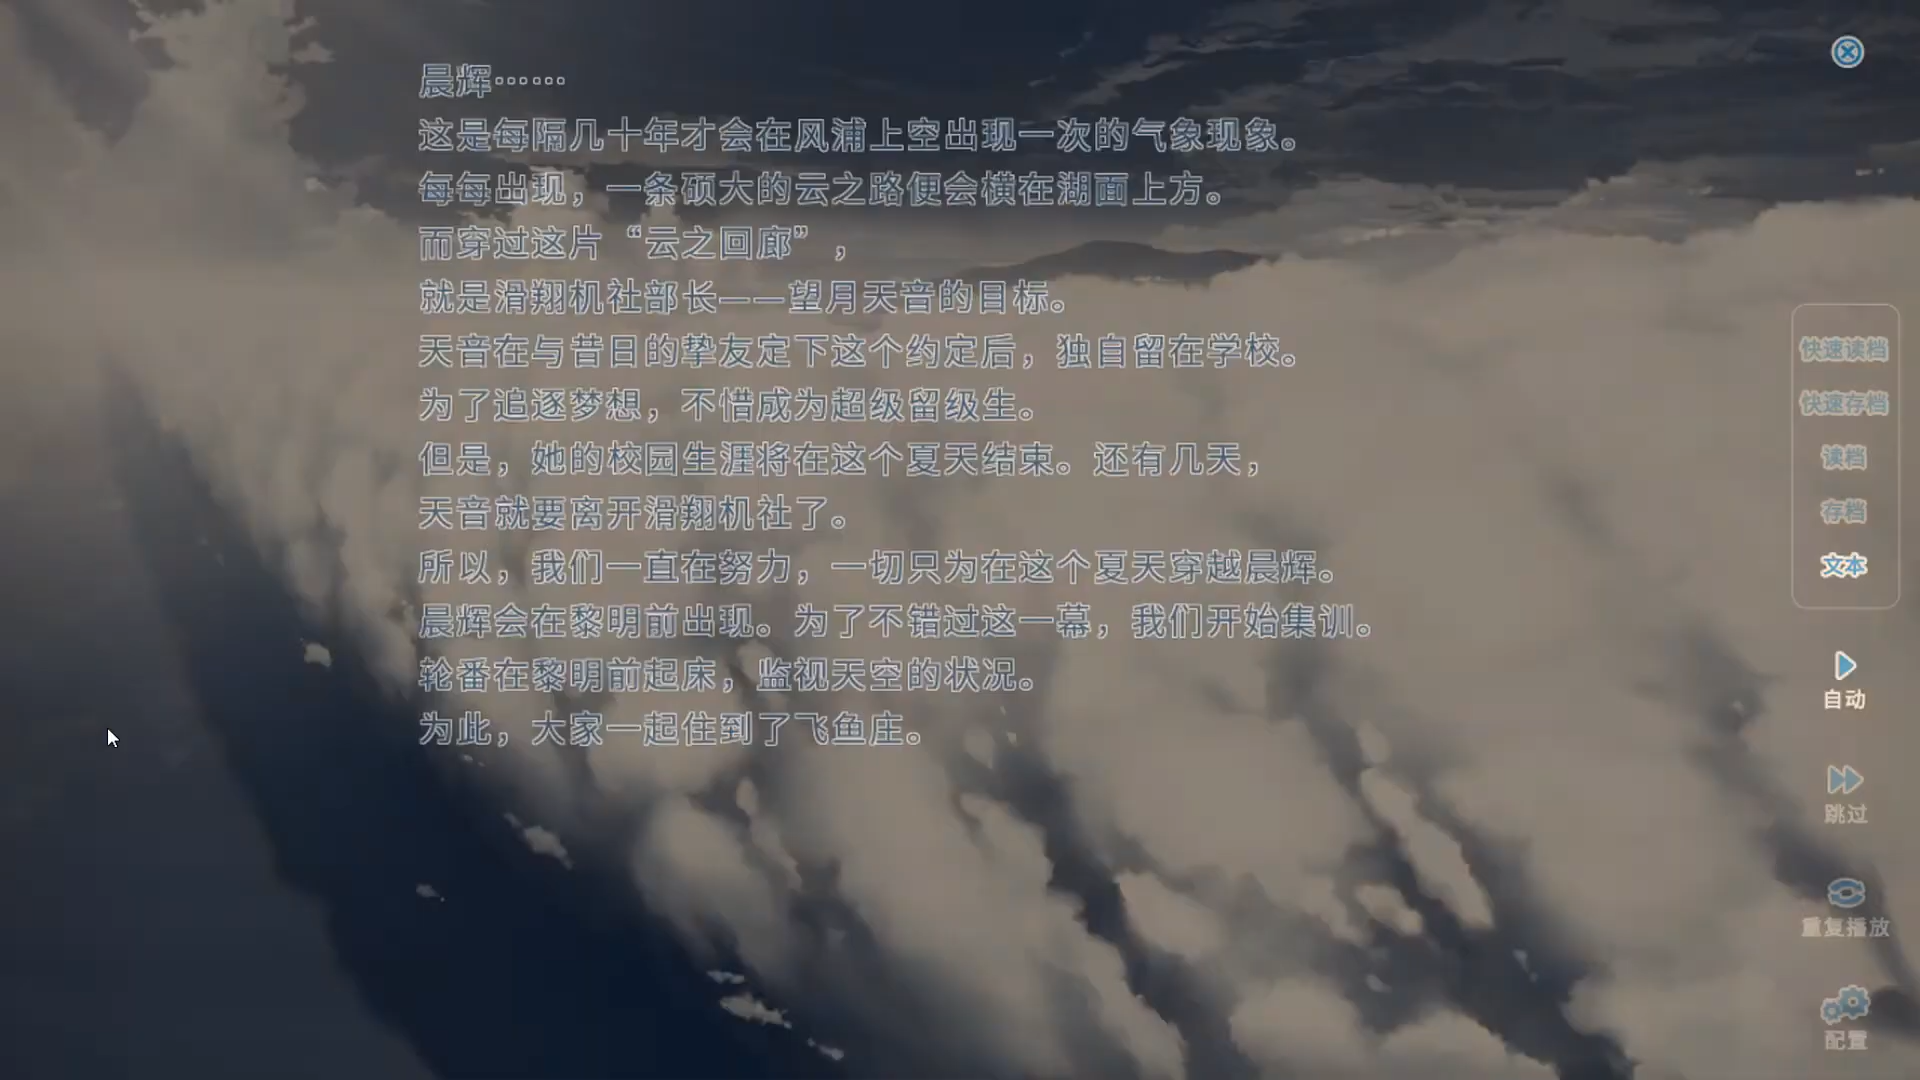 晨辉……
这是每隔几十年才会在风浦上空出现一次的气象现象。
每每出现，一条硕大的云之路便会横在湖面上方。
而穿过这片“云之回廊”，
就是滑翔机社部长——望月天音的目标。
天音在与昔日的挚友定下这个约定后，独自留在学校。
为了追逐梦想，不惜成为超级留级生。
但是，她的校园生涯将在这个夏天结束。还有几天，
天音就要离开滑翔机社了。
所以，我们一直在努力，一切只为在这个夏天穿越晨辉。
晨辉会在黎明前出现。为了不错过这一幕，我们开始集训。
轮番在黎明前起床，监视天空的状况。
为此，大家一起住到了飞鱼庄。
快速读档
快速存档
读档
存档
文本
自动
跳过
重复播放
配置